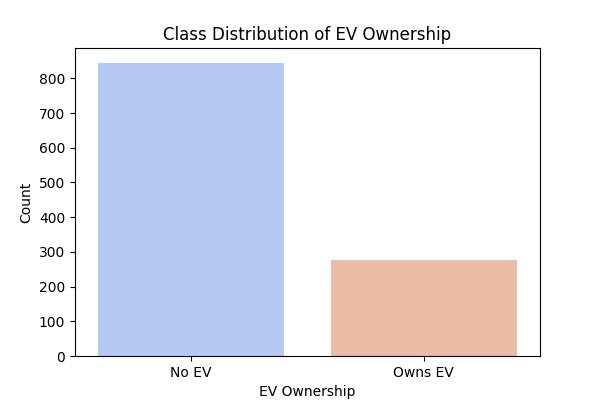 Class Distribution of EV Ownership
800
700
600
500
400
300
200
100
0
Count
No EV
Owns EV
EV Ownership